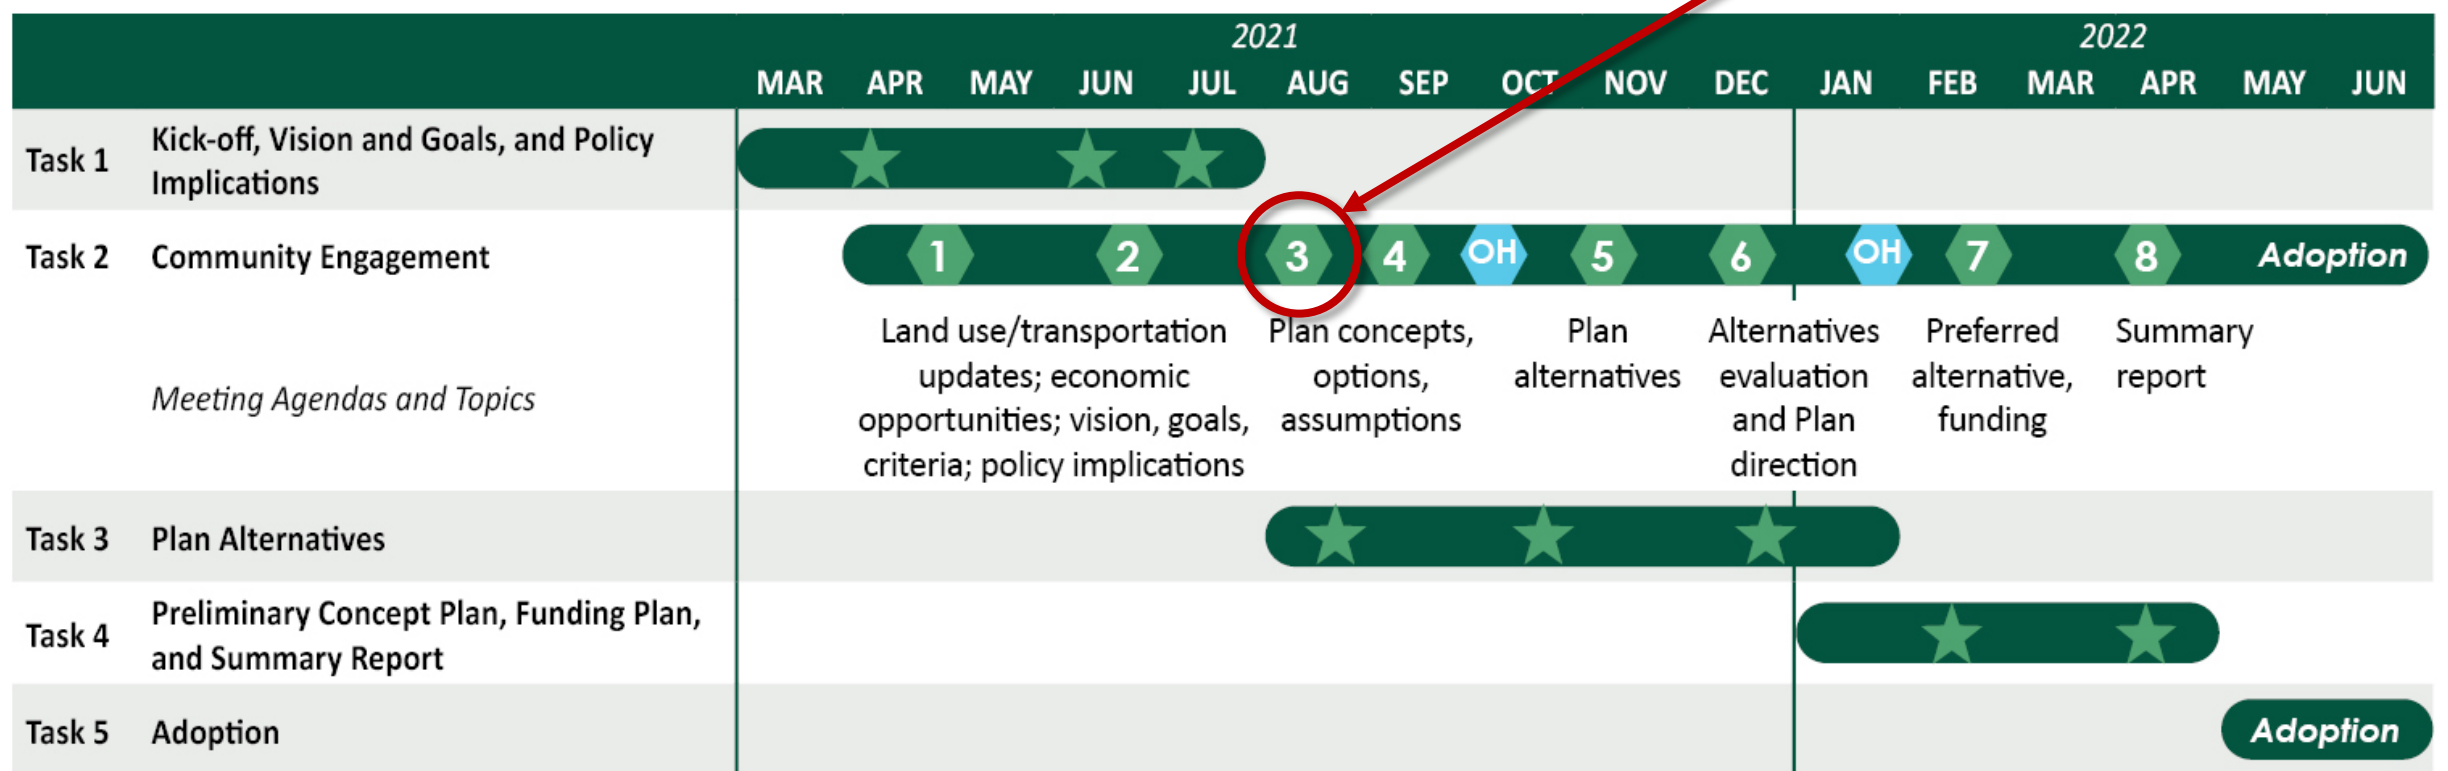 2021 2022
MAR APR MAY JUN JUL AUG SEP OCT NOV DEC JAN FEB MAR APR MAY JUN
Task 1 Kick-off, Vision and Goals, and Policy
Implications
Task 2 Community Engagement 1 2 3 4 OH 5 6 OH 7 8 Adoption
Meeting Agendas and Topics
Land use/transportation
updates; economic
opportunities; vision, goals,
criteria; policy implications
Plan concepts,
options,
assumptions
Plan
alternatives
Alternatives
evaluation
and Plan
direction
Preferred
alternative,
funding
Summary
report
Task 3 Plan Alternatives
Task 4 Preliminary Concept Plan, Funding Plan,
and Summary Report
Task 5 Adoption Adoption